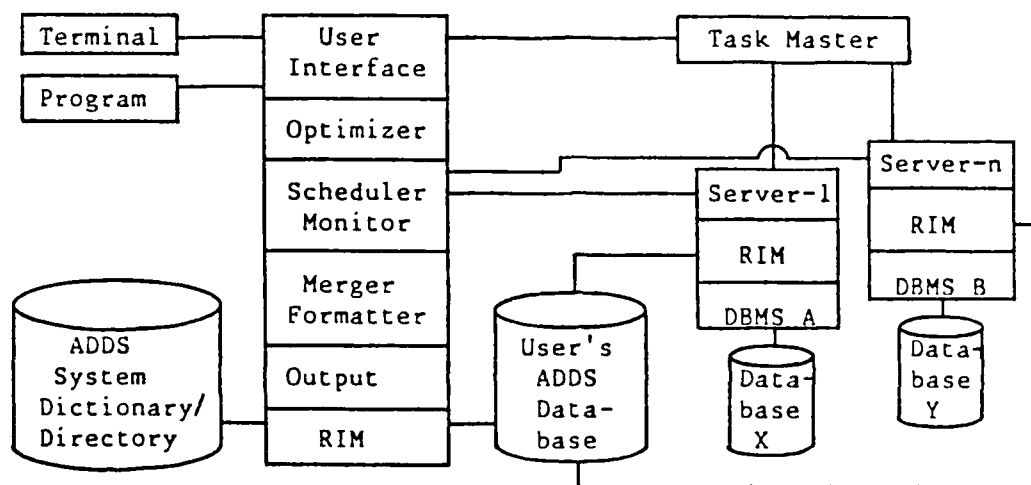 Terminal
Program
User
Interface
Optimizer
Scheduler
Monitor
Merger
Formatter
Output
RIM
Task Master
Server-1
RIM
DBMS A
Server-n
RIM
DBMS B
ADDS
System
Dictionary/
Directory
User's
ADDS
Data-
base
Data-
base
X
Data-
base
Y